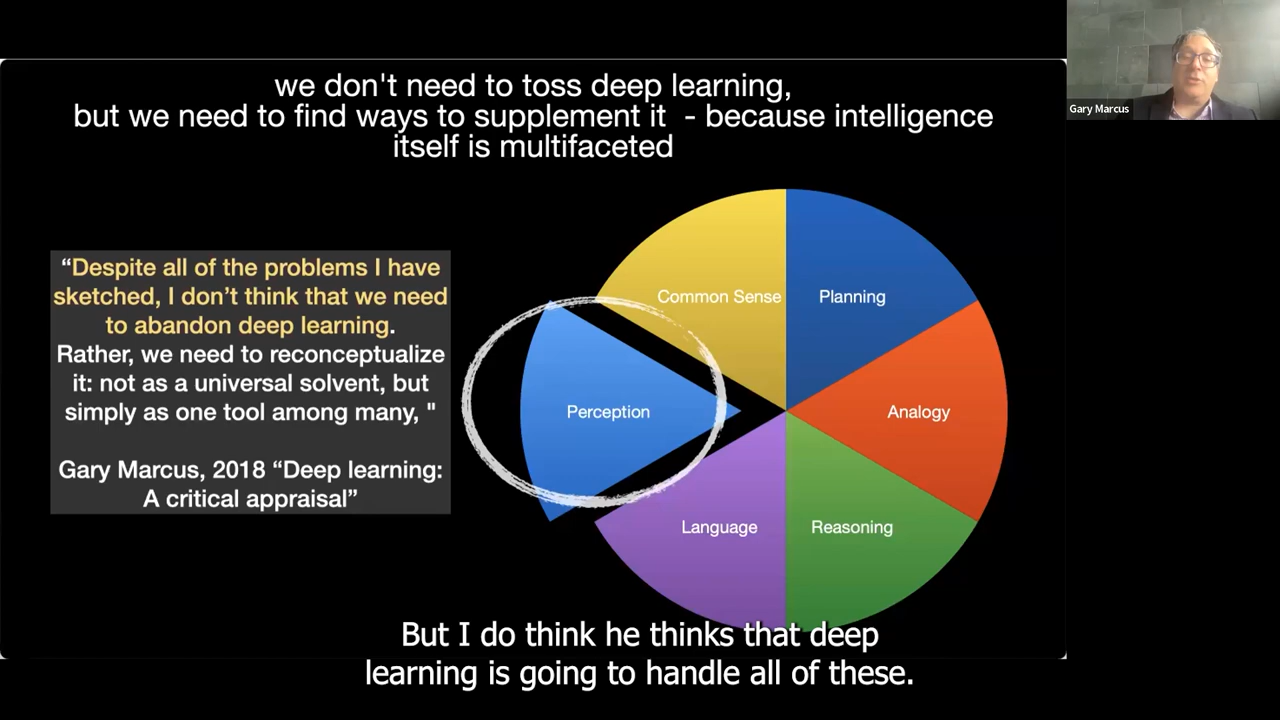 we don't need to toss deep learning,
but we need to find ways to supplement it  - because intelligence
itself is multifaceted
Gary Marcus
“Despite all of the problems I have
sketched, I don’t think that we need
to abandon deep learning.
Rather, we need to reconceptualize
it: not as a universal solvent, but
simply as one tool among many, "
Gary Marcus, 2018 “Deep learning:
A critical appraisal”
Common Sense
Planning
Perception
Analogy
Language
Reasoning
But I do think he thinks that deep
learning is going to handle all of these.